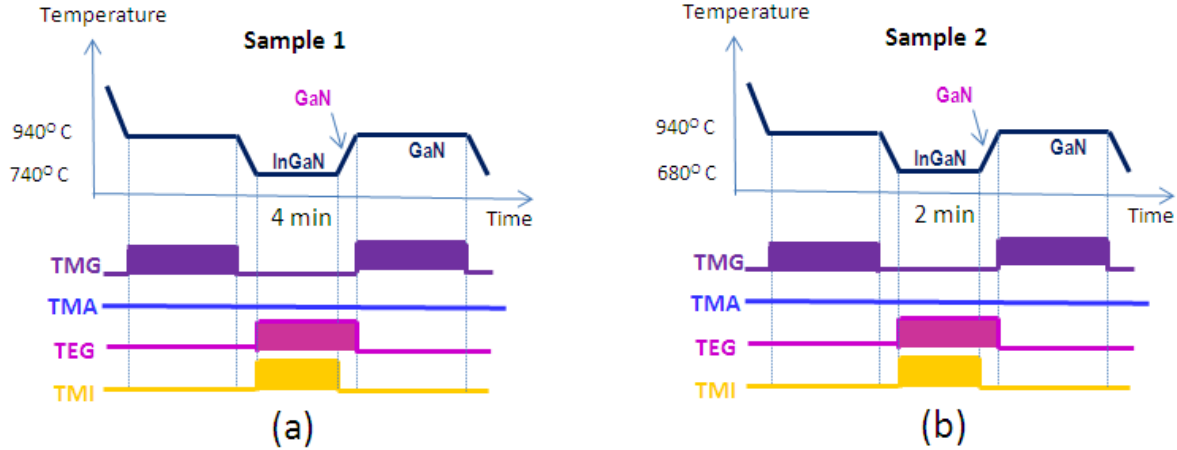 Temperature
Sample 1
GaN
940° C
InGaN
GaN
740° C
4 min
Time
TMG
TMA
TEG
TMI
(a)
Temperature
Sample 2
GaN
940° C
InGaN
GaN
680° C
2 min
Time
TMG
TMA
TEG
TMI
(b)